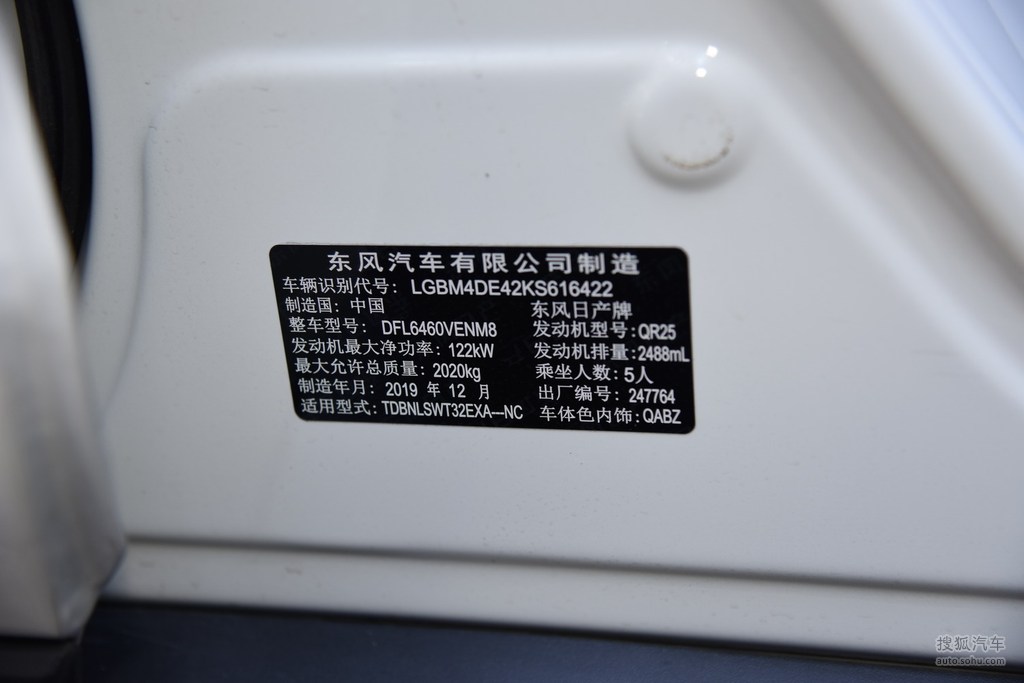 东风汽车有限公司制造
车辆识别代号: LGBM4DE42KS616422
制造国: 中国 东风日产牌
整车型号: DFL6460VENM8 发动机型号:QR25
发动机最大净功率: 122kW 发动机排量:2488mL
最大允许总质量: 2020kg 乘坐人数: 5人
制造年月: 2019 年 12 月 出厂编号: 247764
适用型式:TDBNLSWT32EXA---NC 车体色内饰:QABZ
搜狐汽车
auto.sohu.com